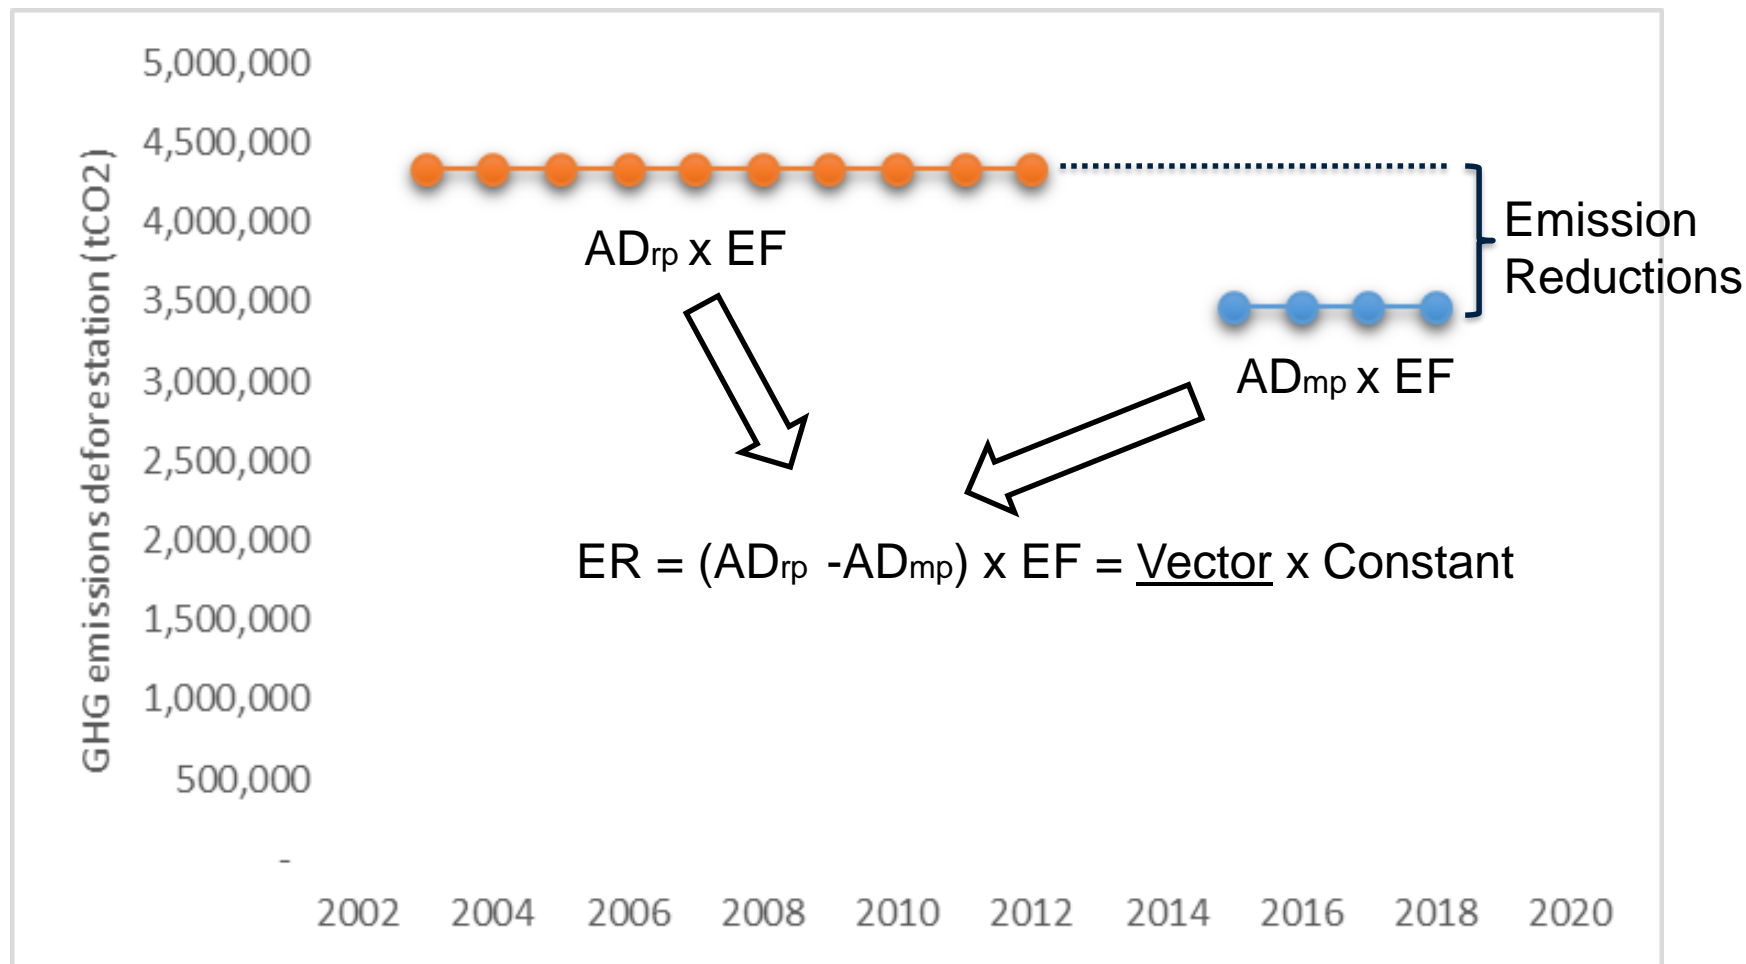 5,000,000
4,500,000
4,000,000
3,500,000
3,000,000
2,500,000
2,000,000
1,500,000
1,000,000
500,000
-
GHG emissions deforestation (tCO2)
2002 2004 2006 2008 2010 2012 2014 2016 2018 2020
ADrp x EF
Emission
Reductions
ADmp x EF
ER = (ADrp -ADmp) x EF = Vector x Constant